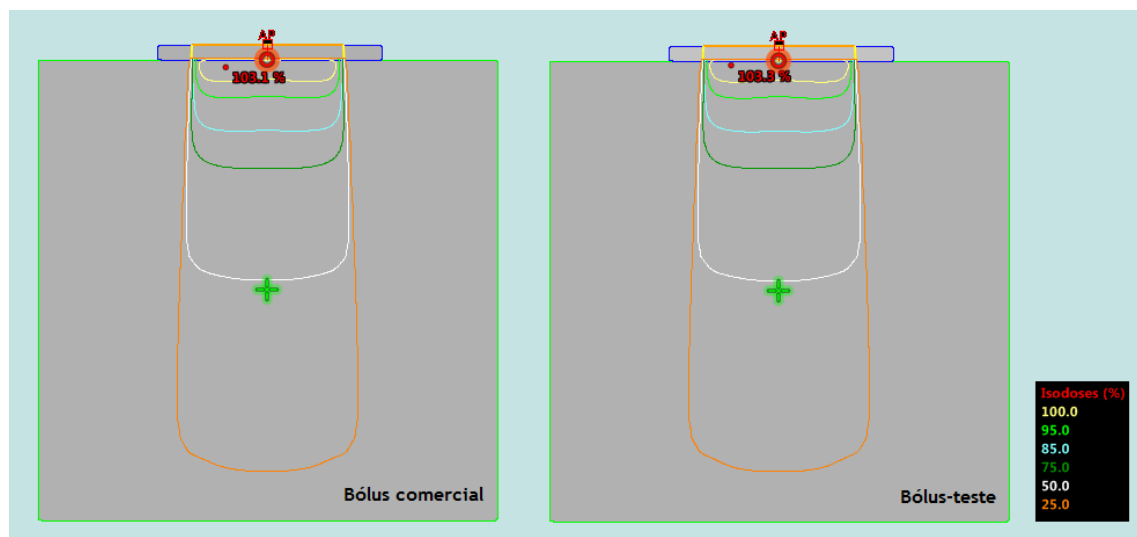 AP
103.1 %
Bólus comercial
AP
103.3 %
Bólus-teste
Isodoses (%)
100.0
95.0
85.0
75.0
50.0
25.0